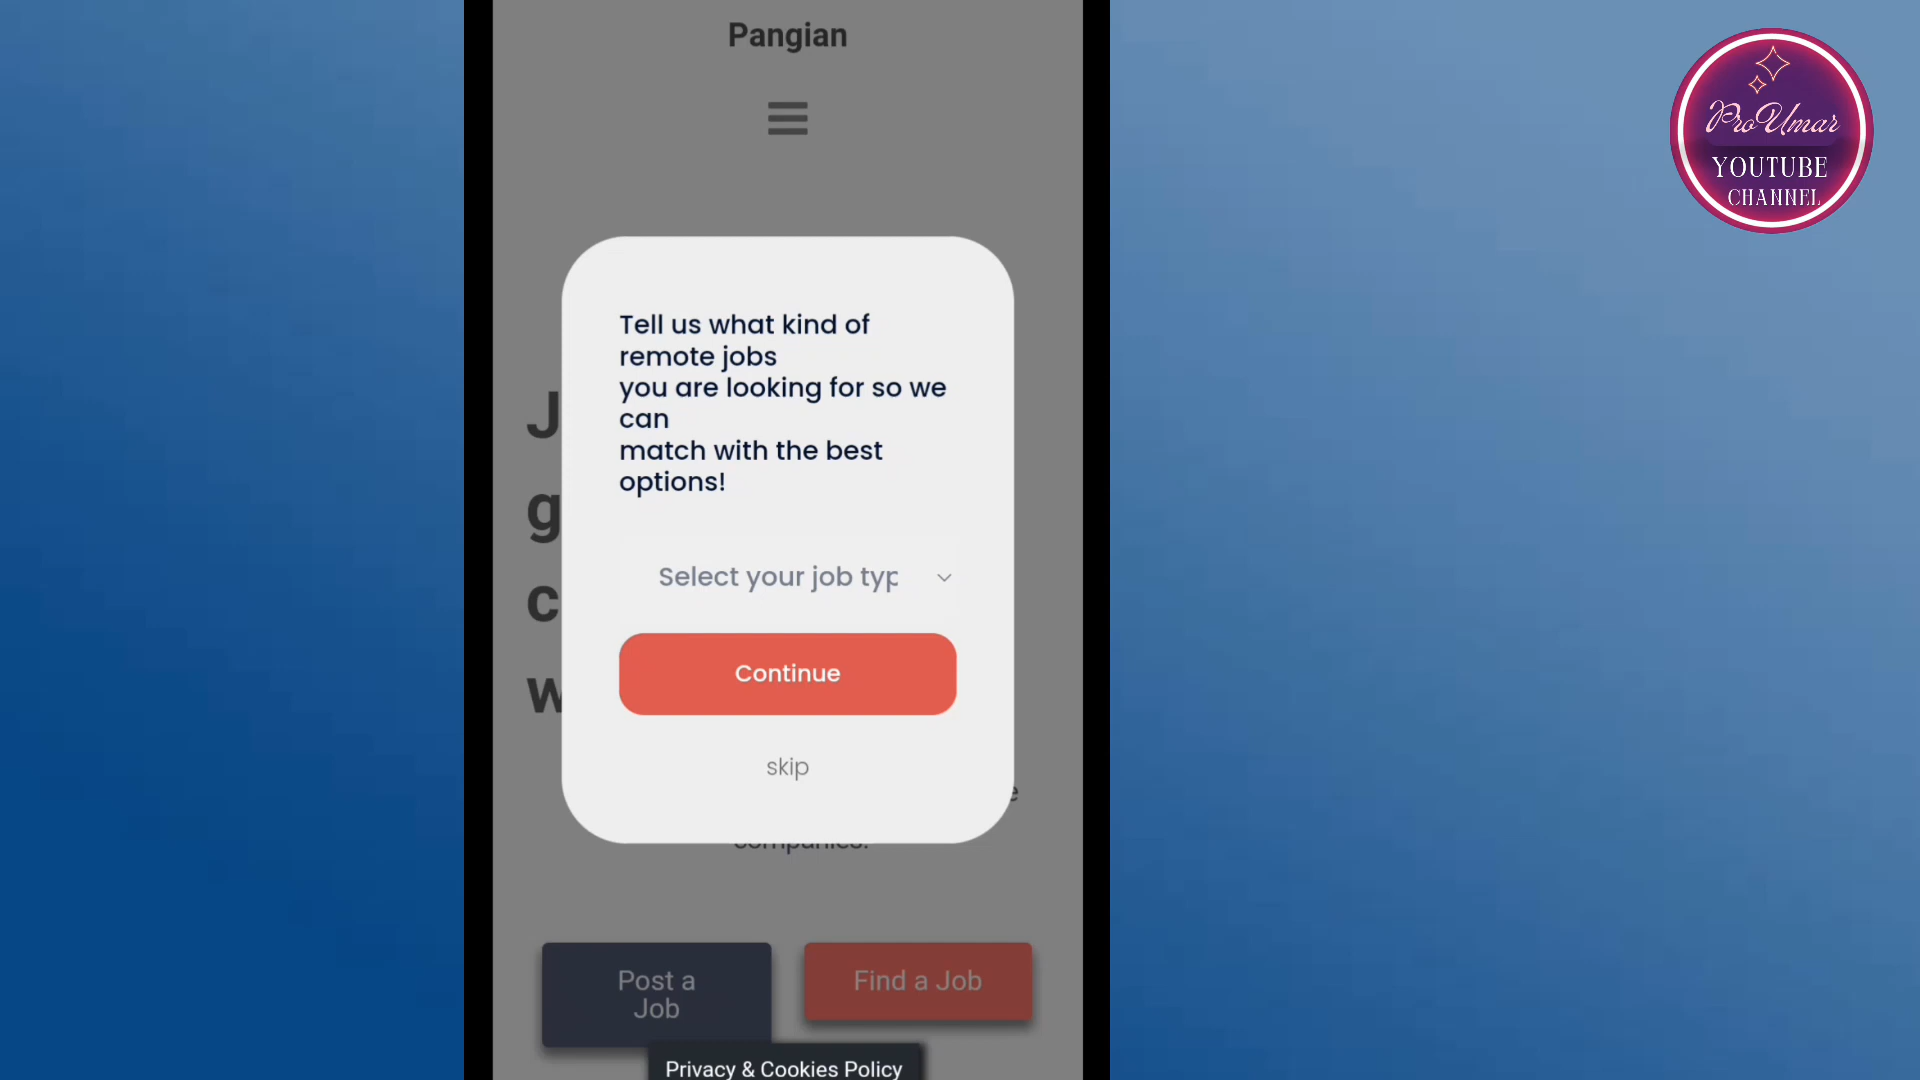 Pangian
ProUmar
YOUTUBE
CHANNEL
Tell us what kind of
remote jobs
you are looking for so we
can
match with the best
options!
Select your job typ
Continue
skip
companies.
Post a
Job
Find a Job
Privacy & Cookies Policy